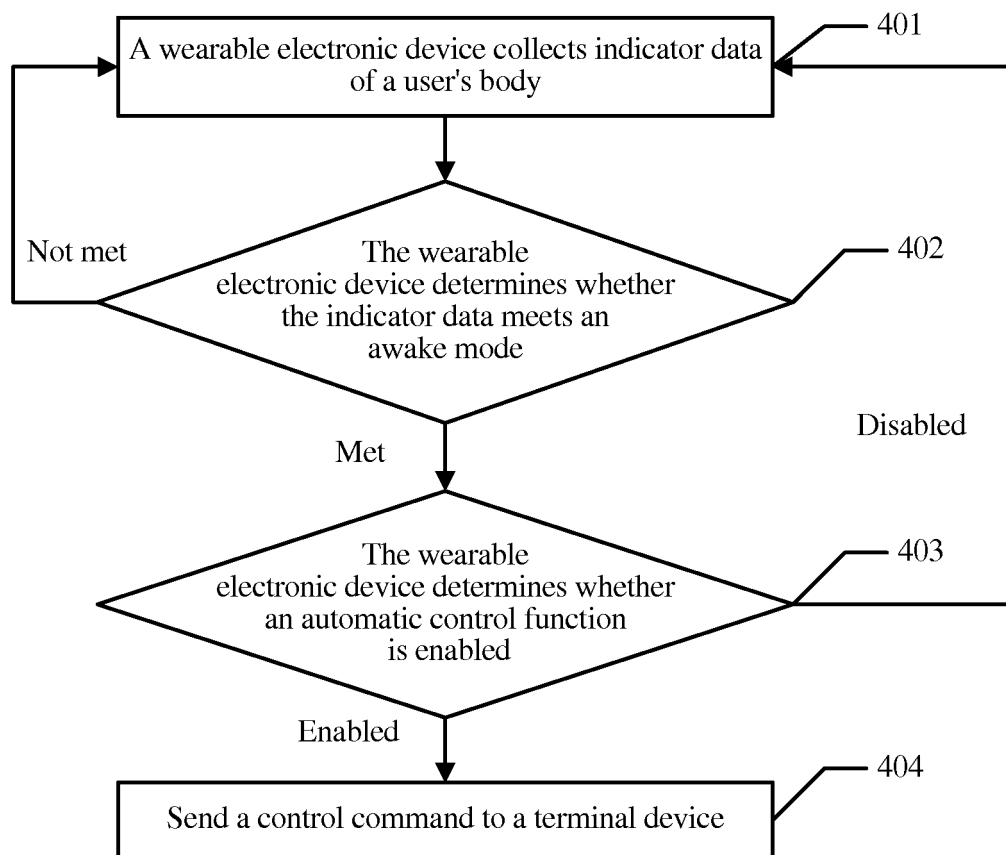 401
A wearable electronic device collects indicator data
of a user's body
Not met
402
The wearable
electronic device determines whether
the indicator data meets an
awake mode
Disabled
Met
403
The wearable
electronic device determines whether
an automatic control function
is enabled
Enabled
404
Send a control command to a terminal device